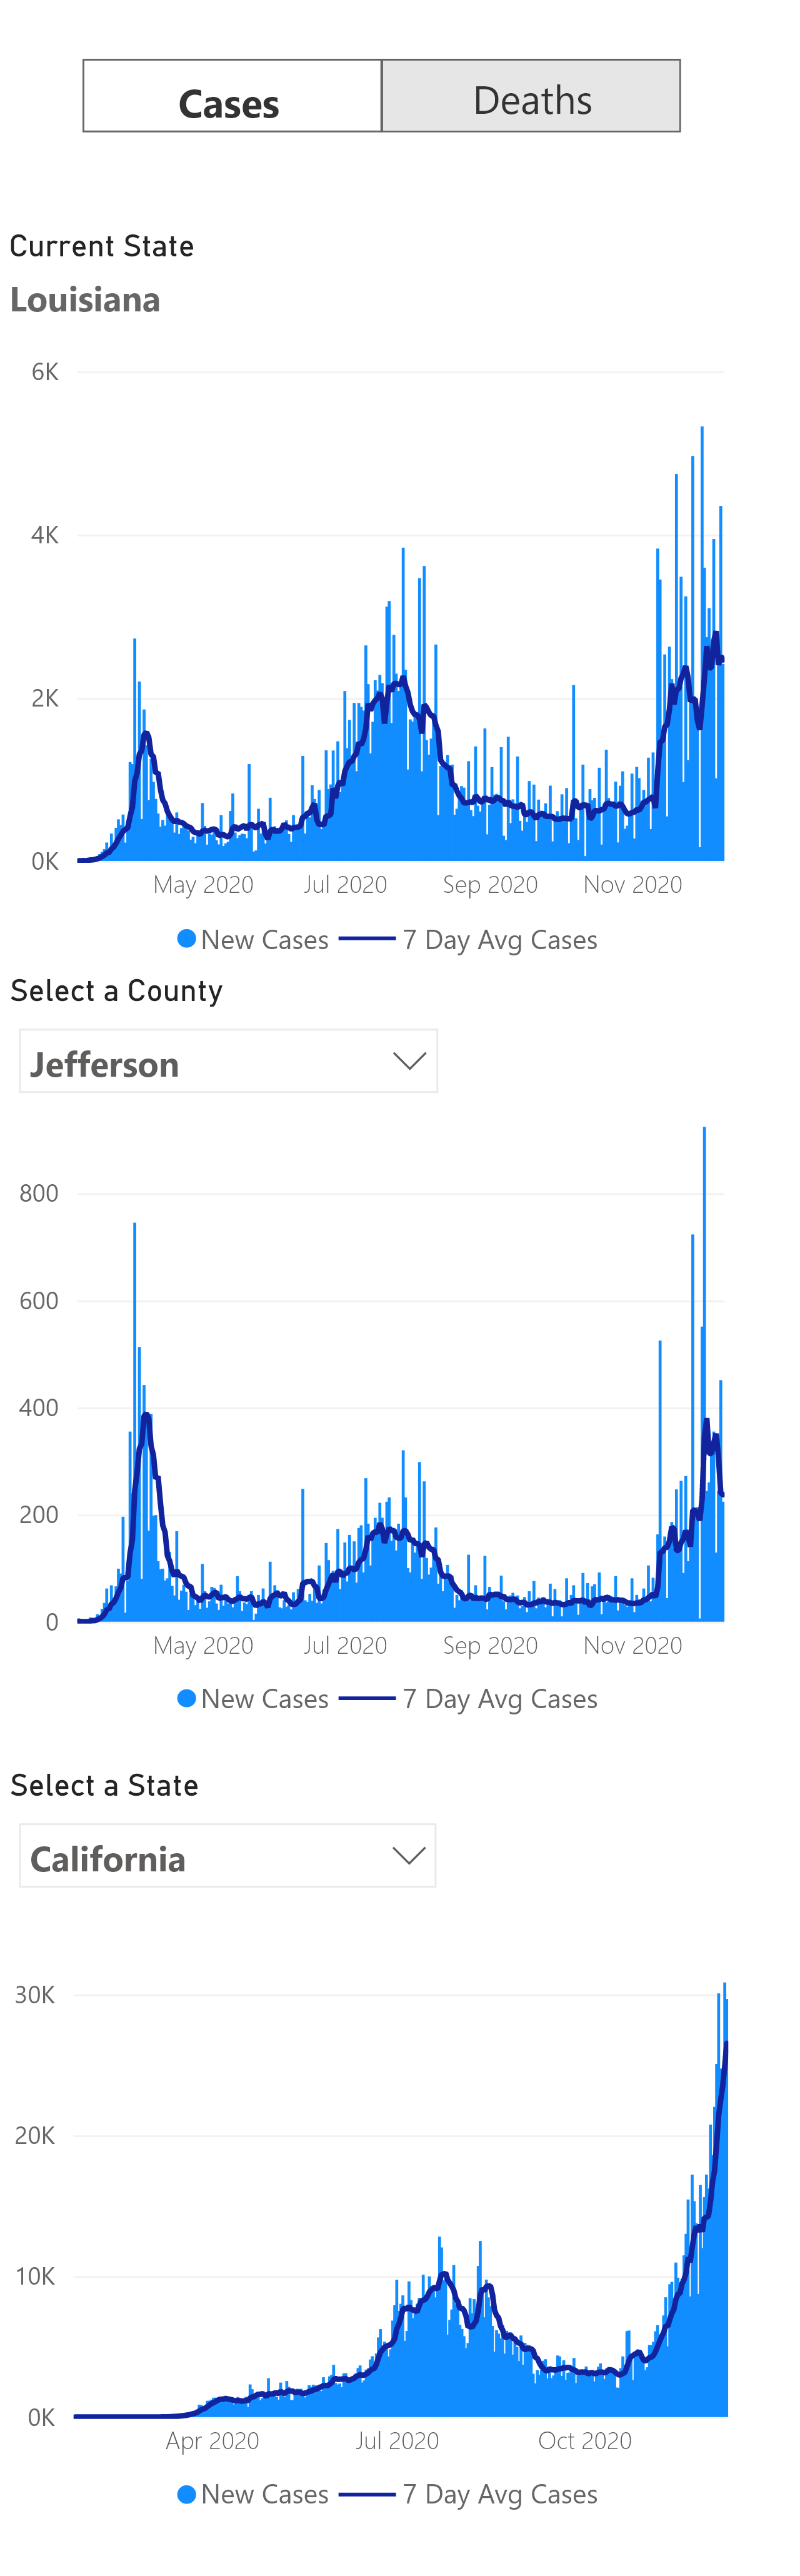 Cases Deaths
Current State
Louisiana
6K
4K
2K
0K
May 2020 Jul 2020 Sep 2020 Nov 2020
New Cases 7 Day Avg Cases
Select a County
Jefferson
800
600
400
200
0
May 2020 Jul 2020 Sep 2020 Nov 2020
New Cases 7 Day Avg Cases
Select a State
California
30K
20K
10K
0K
Apr 2020 Jul 2020 Oct 2020
New Cases 7 Day Avg Cases